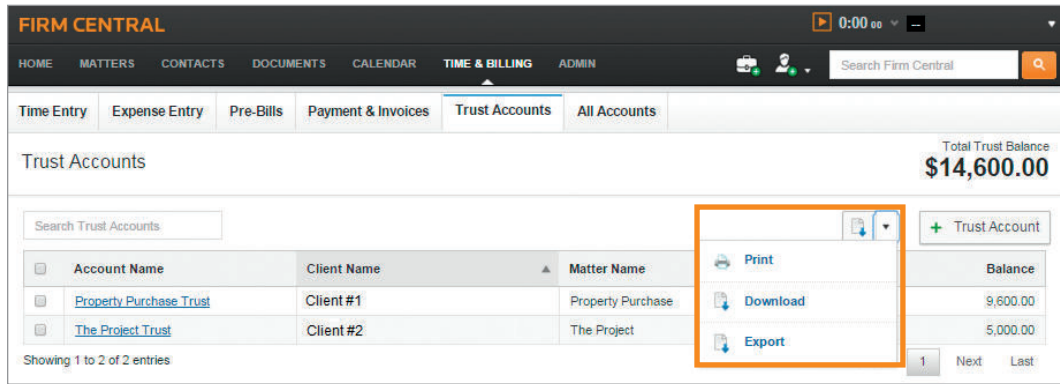 FIRM CENTRAL 0:00 00 --
HOME MATTERS CONTACTS DOCUMENTS CALENDAR TIME & BILLING ADMIN Search Firm Central
Time Entry Expense Entry Pre-Bills Payment & Invoices Trust Accounts All Accounts
Trust Accounts
Total Trust Balance
$14,600.00
Search Trust Accounts + Trust Account
Account Name Client Name Matter Name Balance
Property Purchase Trust Client #1 Property Purchase 9,600.00
The Project Trust Client #2 The Project 5,000.00
Print
Download
Export
Showing 1 to 2 of 2 entries 1 Next Last